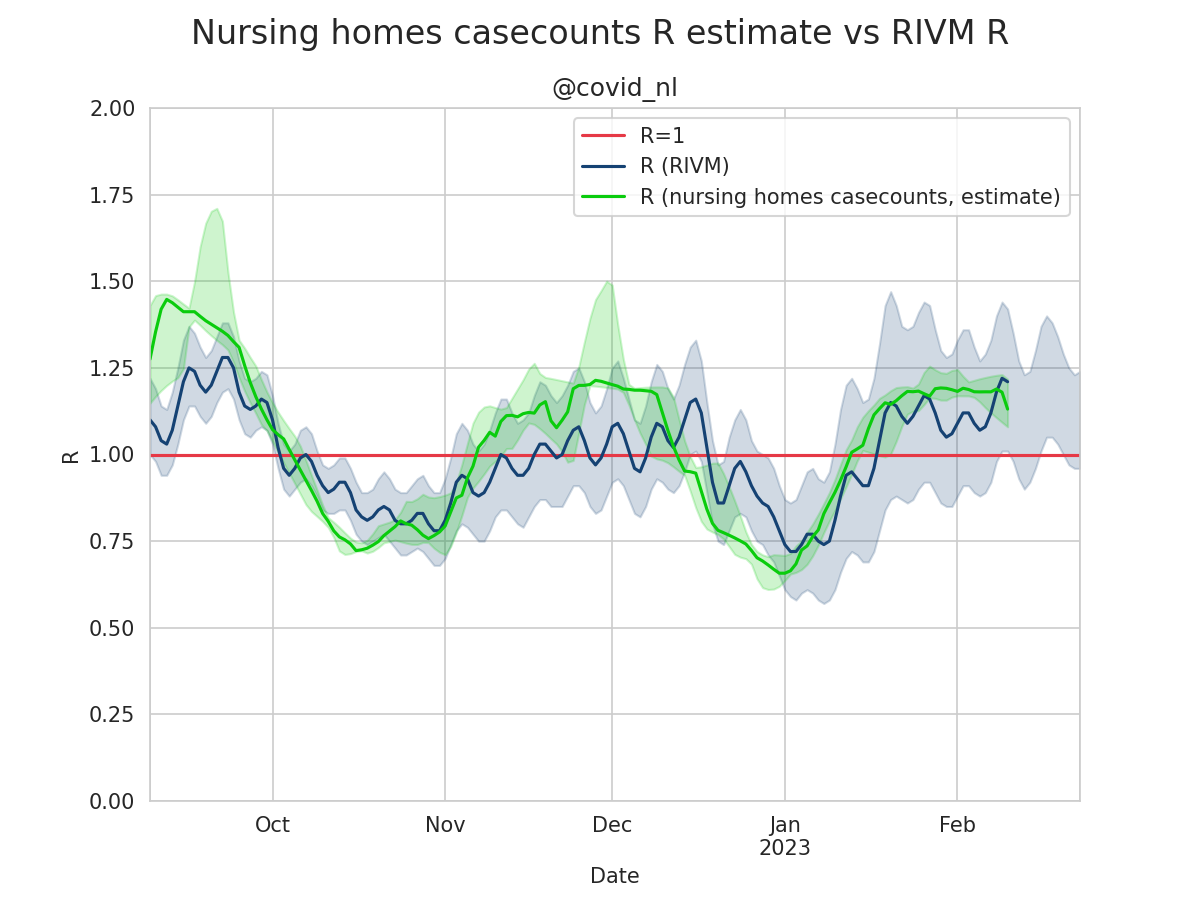 Nursing homes casecounts R estimate vs RIVM R
@covid_nl
R=1
R (RIVM)
R (nursing homes casecounts, estimate)
2.00
1.75
1.50
1.25
1.00
0.75
0.50
0.25
0.00
R
Oct
Nov
Dec
Jan
2023
Feb
Date